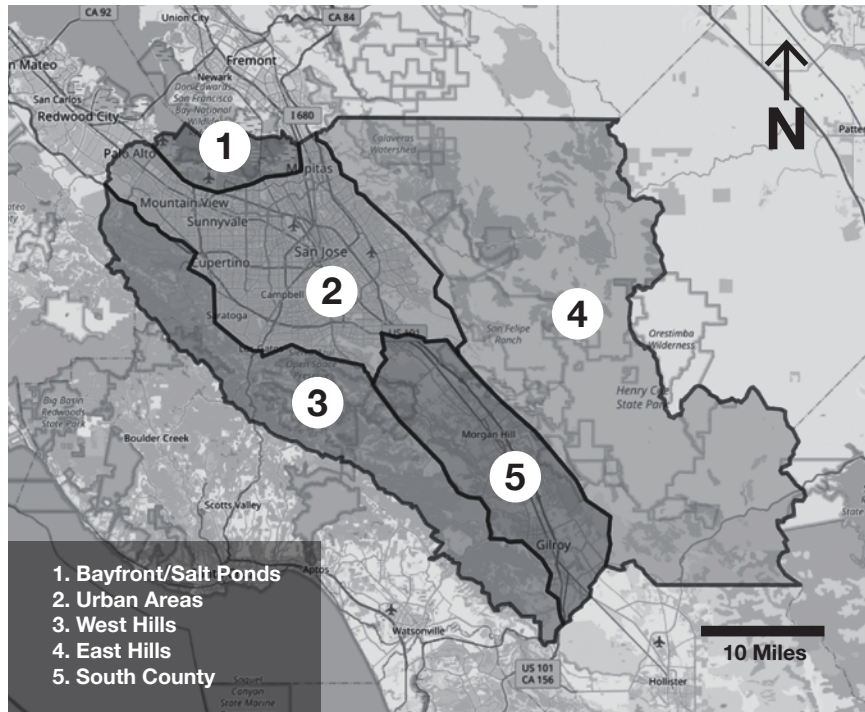 CA 92
Union City
CA 84
n Mateo
Fremont
Newark
Don Edwards
San Francisco
Bay National
San Carlos
Redwood City
I 680
N
Calaveras
Watershed
1
Palo Alto
Milpitas
Mountain View
Sunnyvale
San Jose
Cupertino
Campbell
2
4
Saratoga
US 101
San Felipe
Ranch
Orestimba
Wilderness
3
Henry Coe
State Park
Big Basin
Redwoods
State Park
Boulder Creek
Morgan Hill
5
Scotts Valley
Gilroy
1. Bayfront/Salt Ponds
2. Urban Areas
3. West Hills
4. East Hills
5. South County
Aptos
Watsonville
10 Miles
US 101
CA 156
Hollister
Soquel
Canyon
State Marine